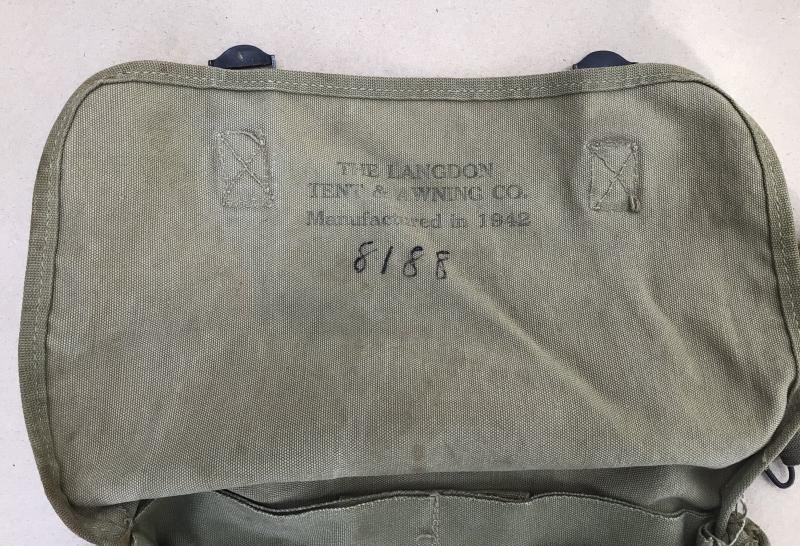 THE LANGDON
TENT & AWNING CO.
Manufactured in 1942
8188